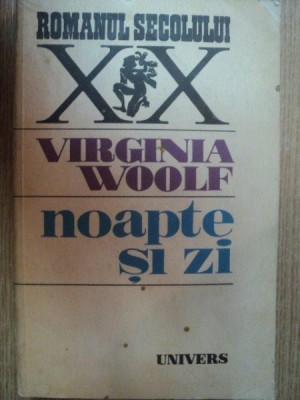 ROMANUL SECOLULUI
XX
VIRGINIA
WOOLF
noapte
și zi
UNIVERS